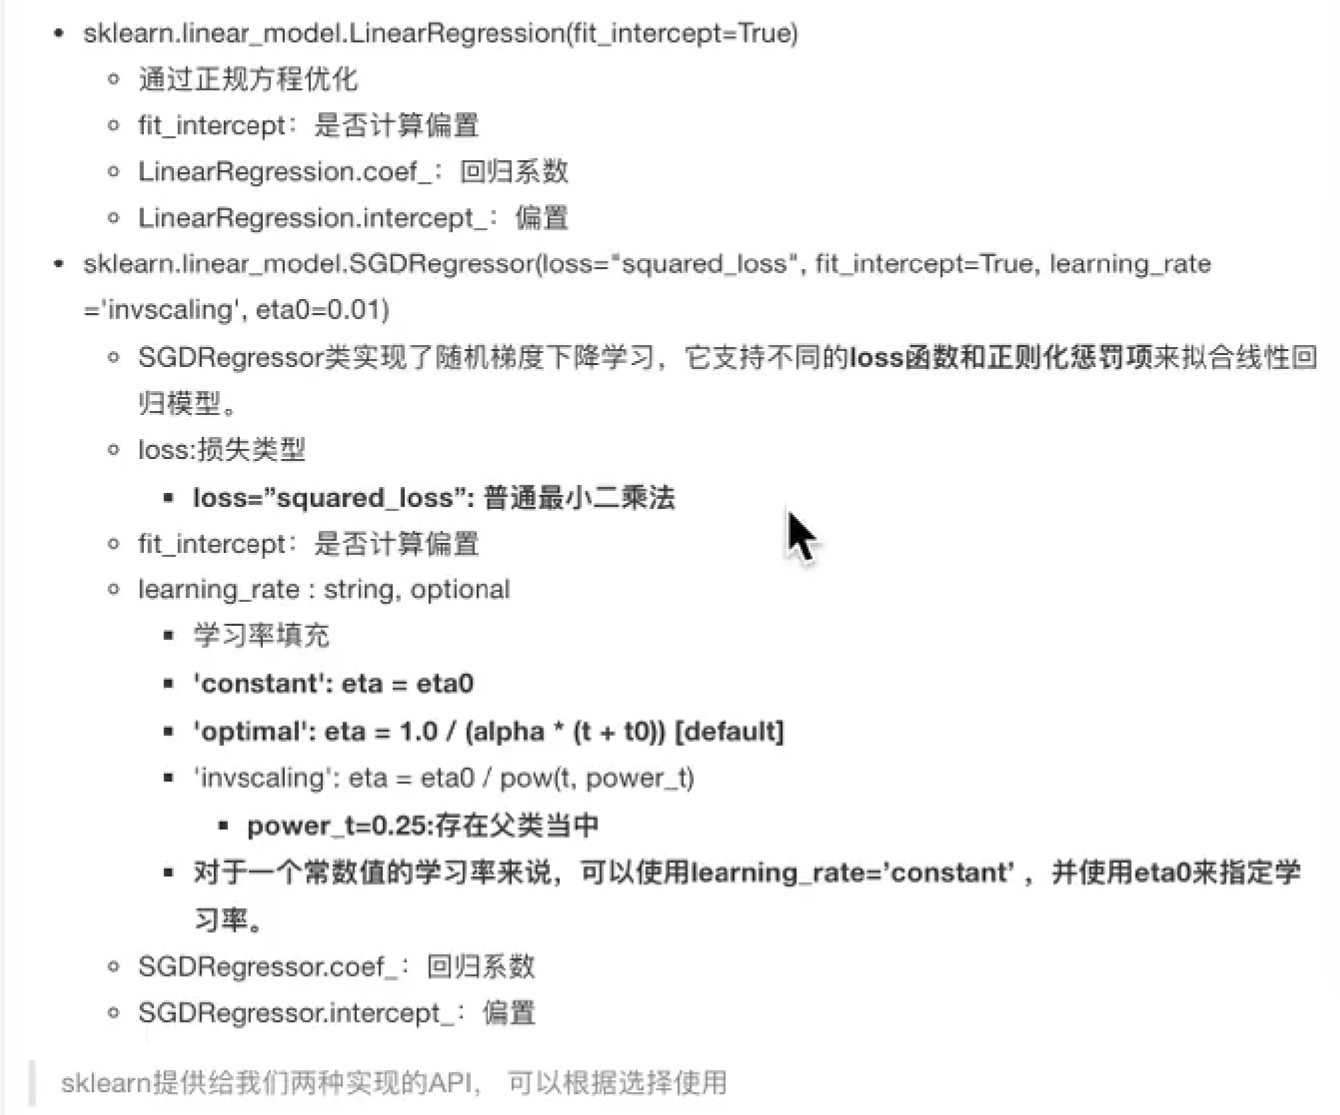 sklearn.linear_model.LinearRegression(fit_intercept=True)
通过正规方程优化
fit_intercept：是否计算偏置
LinearRegression.coef_：回归系数
LinearRegression.intercept_：偏置
sklearn.linear_model.SGDRegressor(loss="squared_loss", fit_intercept=True, learning_rate
='invscaling', eta0=0.01)
SGDRegressor类实现了随机梯度下降学习，它支持不同的loss函数和正则化惩罚项来拟合线性回
归模型。
loss:损失类型
loss=”squared_loss”: 普通最小二乘法
fit_intercept：是否计算偏置
learning_rate : string, optional
学习率填充
'constant': eta = eta0
'optimal': eta = 1.0 / (alpha * (t + t0)) [default]
'invscaling': eta = eta0 / pow(t, power_t)
power_t=0.25:存在父类当中
对于一个常数值的学习率来说，可以使用learning_rate=’constant’ ，并使用eta0来指定学
习率。
SGDRegressor.coef_：回归系数
SGDRegressor.intercept_：偏置
sklearn提供给我们两种实现的API， 可以根据选择使用